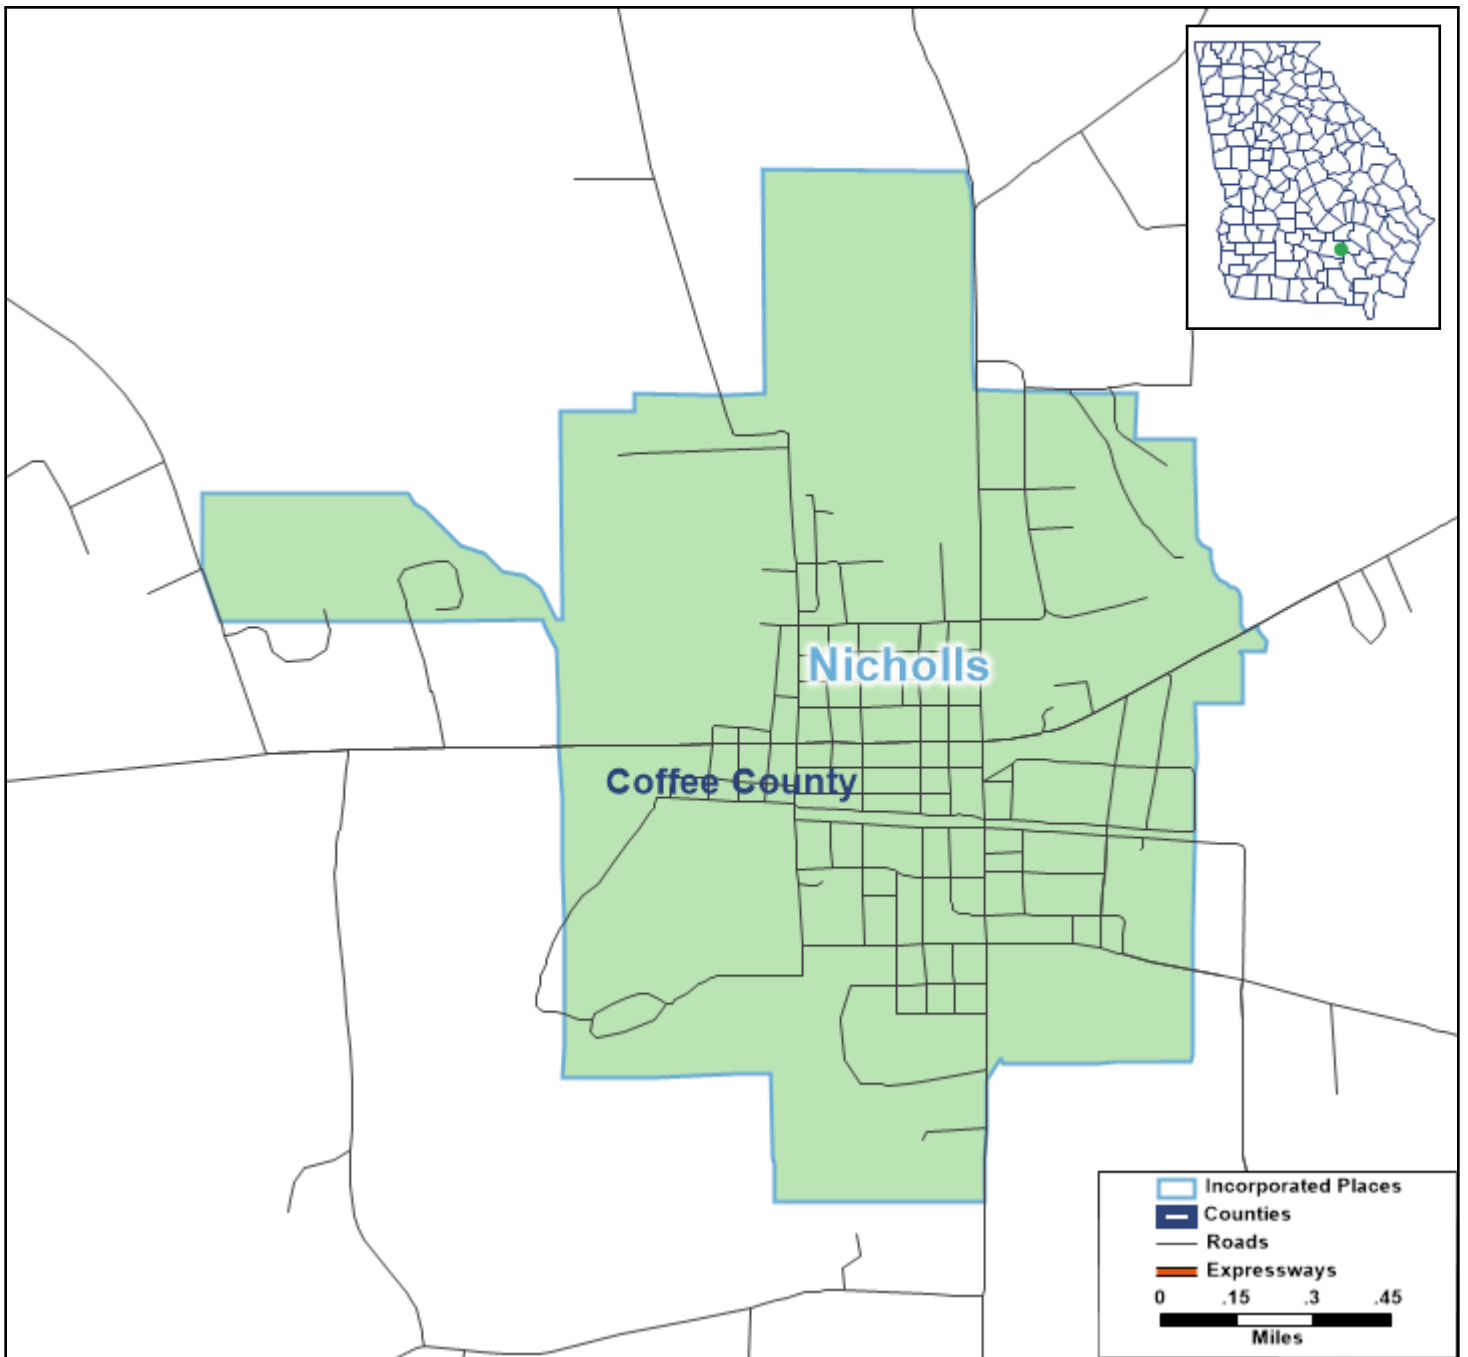 Nicholls
Coffee County
Incorporated Places
Counties
Roads
Expressways
0 .15 .3 .45
Miles